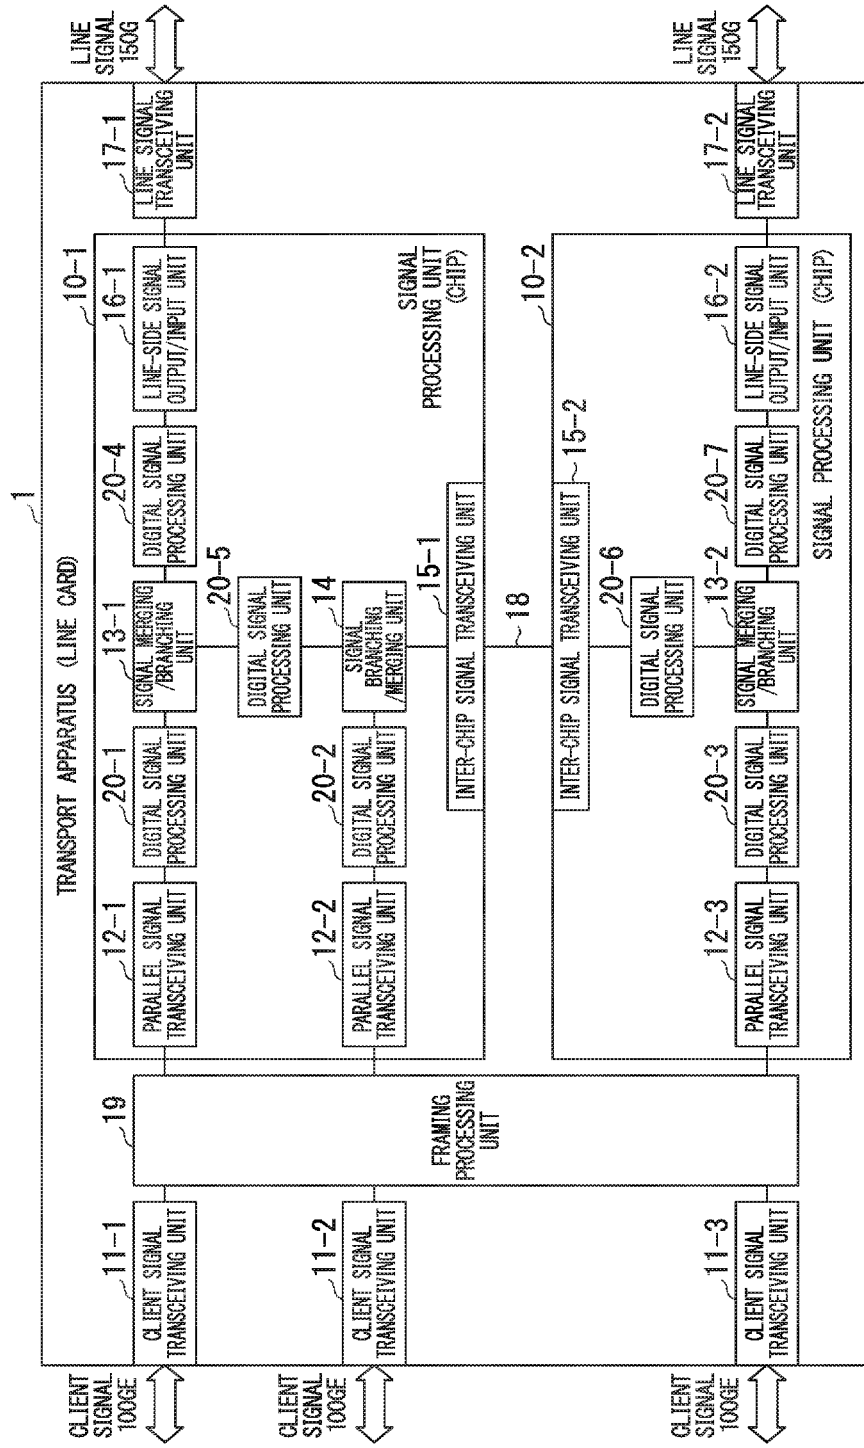 1
TRANSPORT APPARATUS (LINE CARD)
CLIENT
SIGNAL
100GE
11-1
CLIENT SIGNAL
TRANSCEIVING UNIT
19
FRAMING
PROCESSING
UNIT
12-1
PARALLEL SIGNAL
TRANSCEIVING UNIT
20-1
DIGITAL SIGNAL
PROCESSING UNIT
13-1
SIGNAL MERGING
/BRANCHING
UNIT
20-4
DIGITAL SIGNAL
PROCESSING UNIT
16-1
LINE-SIDE SIGNAL
OUTPUT/INPUT UNIT
10-1
17-1
LINE SIGNAL
TRANSCEIVING
UNIT
LINE
SIGNAL
150G
20-5
DIGITAL SIGNAL
PROCESSING UNIT
CLIENT
SIGNAL
100GE
11-2
CLIENT SIGNAL
TRANSCEIVING UNIT
12-2
PARALLEL SIGNAL
TRANSCEIVING UNIT
20-2
DIGITAL SIGNAL
PROCESSING UNIT
14
SIGNAL
BRANCHING
/MERGING UNIT
SIGNAL
PROCESSING UNIT
(CHIP)
15-1
INTER-CHIP SIGNAL TRANSCEIVING UNIT
18
10-2
INTER-CHIP SIGNAL TRANSCEIVING UNIT
15-2
20-6
DIGITAL SIGNAL
PROCESSING UNIT
CLIENT
SIGNAL
100GE
11-3
CLIENT SIGNAL
TRANSCEIVING UNIT
12-3
PARALLEL SIGNAL
TRANSCEIVING UNIT
20-3
DIGITAL SIGNAL
PROCESSING UNIT
13-2
SIGNAL MERGING
/BRANCHING
UNIT
20-7
DIGITAL SIGNAL
PROCESSING UNIT
16-2
LINE-SIDE SIGNAL
OUTPUT/INPUT UNIT
17-2
LINE SIGNAL
TRANSCEIVING
UNIT
LINE
SIGNAL
150G
SIGNAL PROCESSING UNIT (CHIP)